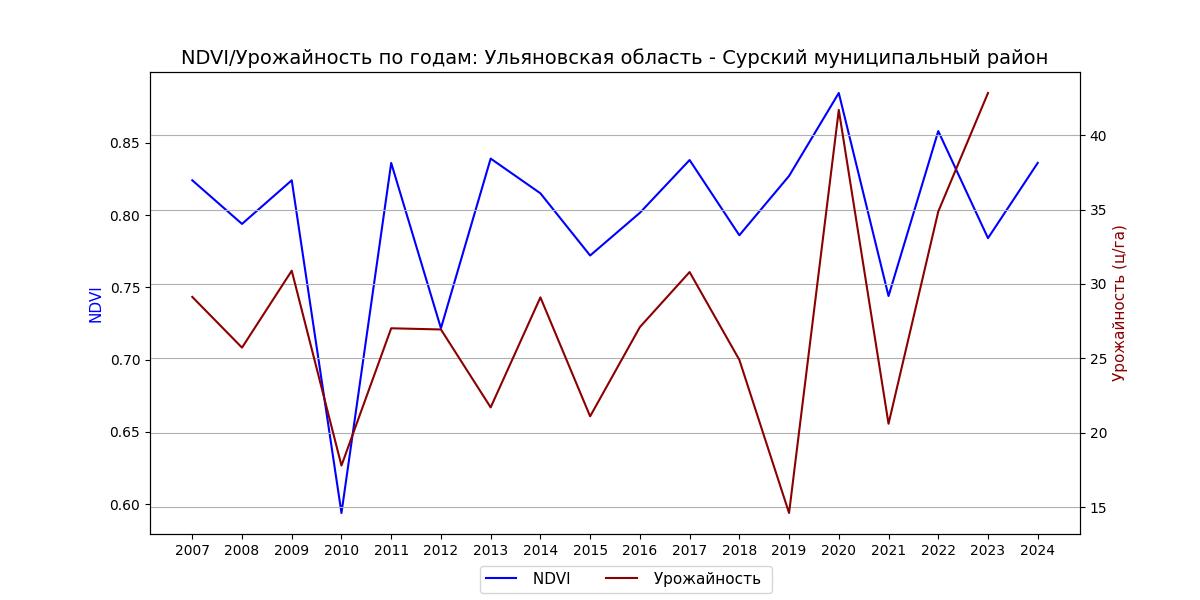 NDVI/Урожайность по годам: Ульяновская область - Сурский муниципальный район
NDVI
0.85
0.80
0.75
0.70
0.65
0.60
40
35
30
25
20
15
Урожайность (ц/га)
2007 2008 2009 2010 2011 2012 2013 2014 2015 2016 2017 2018 2019 2020 2021 2022 2023 2024
NDVI Урожайность